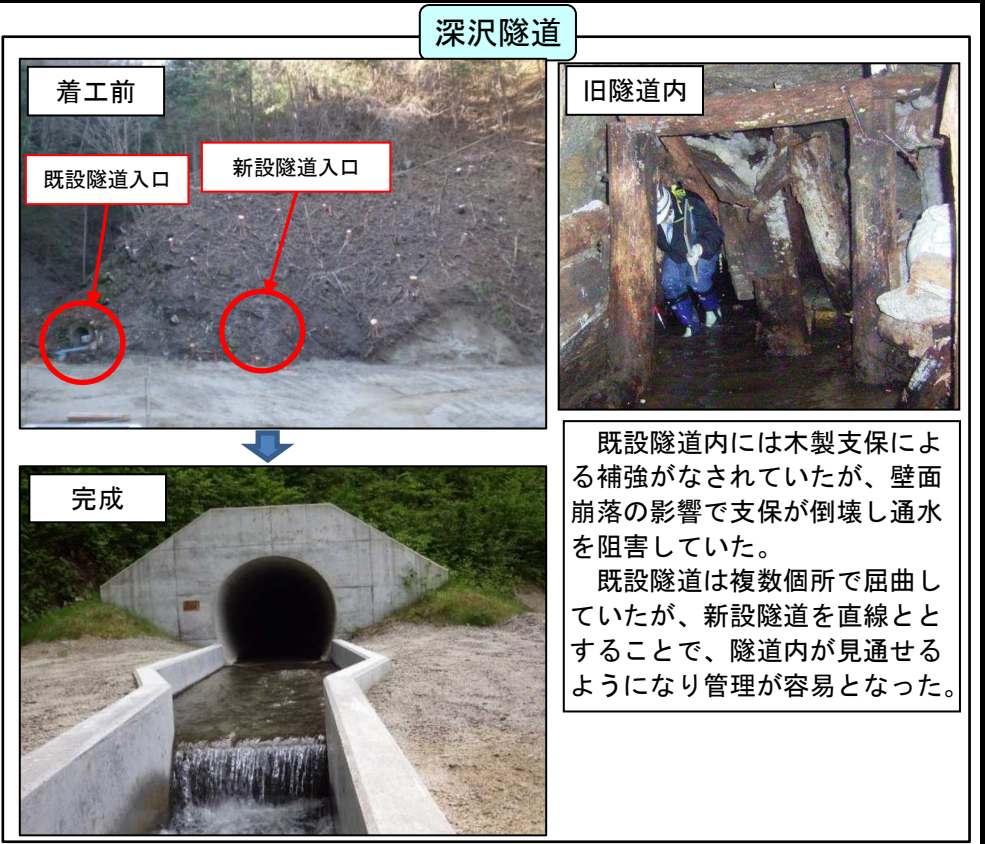 深沢隧道
着工前
既設隧道入口
新設隧道入口
旧隧道内
完成
既設隧道内には木製支保によ
る補強がなされていたが、壁面
崩落の影響で支保が倒壊し通水
を阻害していた。
既設隧道は複数個所で屈曲し
ていたが、新設隧道を直線とと
することで、隧道内が見通せる
ようになり管理が容易となった。